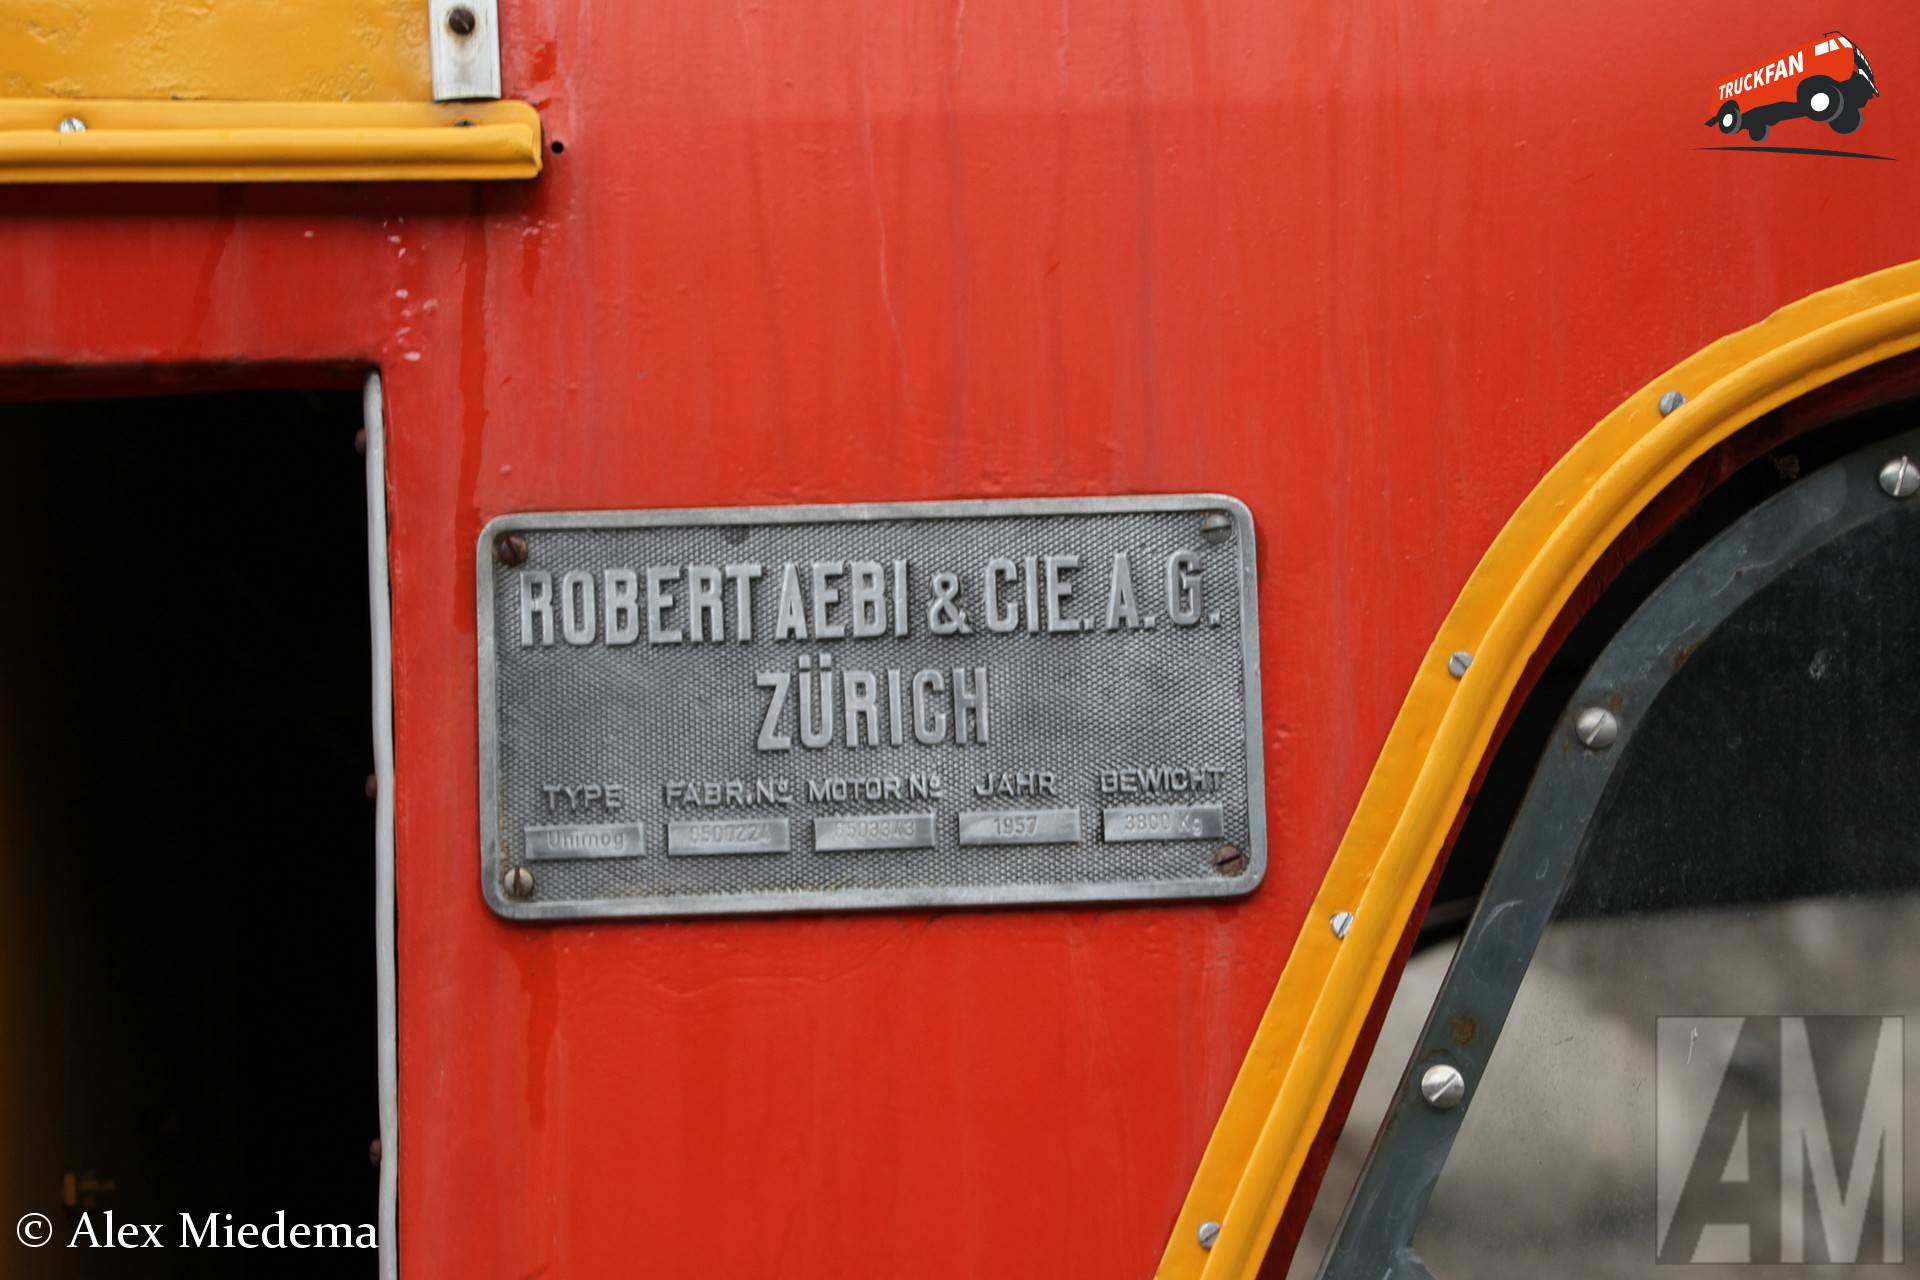 TRUCKFAN
ROBERT AEBI & CIE. A. G.
ZÜRICH
TYPE FABR.Nº MOTOR Nº JAHR GEWICHT
Unimog 1957 3800 Kg
AM
© Alex Miedema